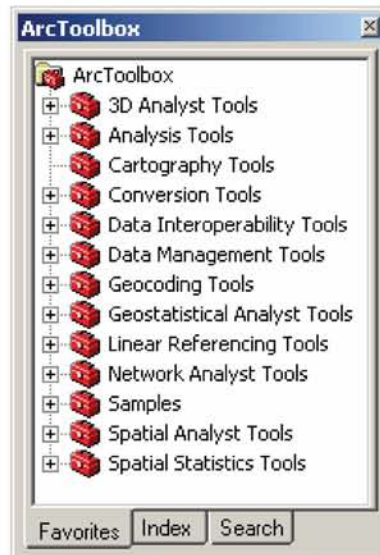 ArcToolbox
ArcToolbox
3D Analyst Tools
Analysis Tools
Cartography Tools
Conversion Tools
Data Interoperability Tools
Data Management Tools
Geocoding Tools
Geostatistical Analyst Tools
Linear Referencing Tools
Network Analyst Tools
Samples
Spatial Analyst Tools
Spatial Statistics Tools
Favorites Index Search